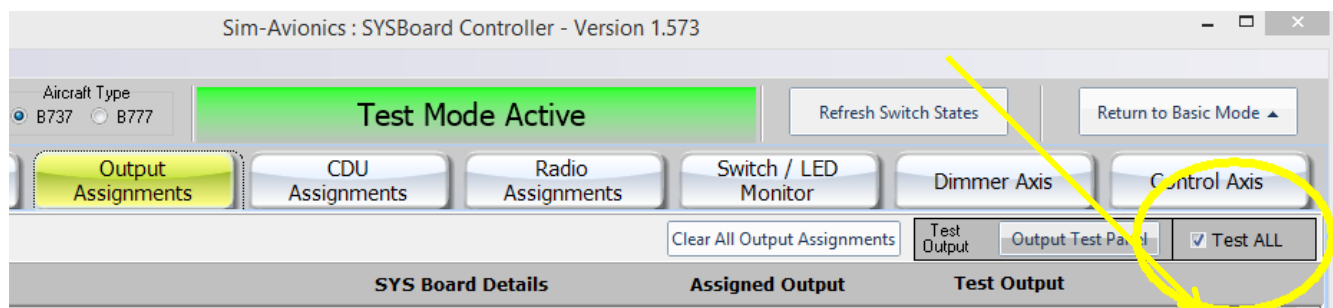 Sim-Avionics : SYSBoard Controller - Version 1.573
Aircraft Type
B737 B777
Test Mode Active
Refresh Switch States
Return to Basic Mode
Output
Assignments
CDU
Assignments
Radio
Assignments
Switch / LED
Monitor
Dimmer Axis
Control Axis
Clear All Output Assignments
Test
Output
Output Test Panel
Test ALL
SYS Board Details
Assigned Output
Test Output